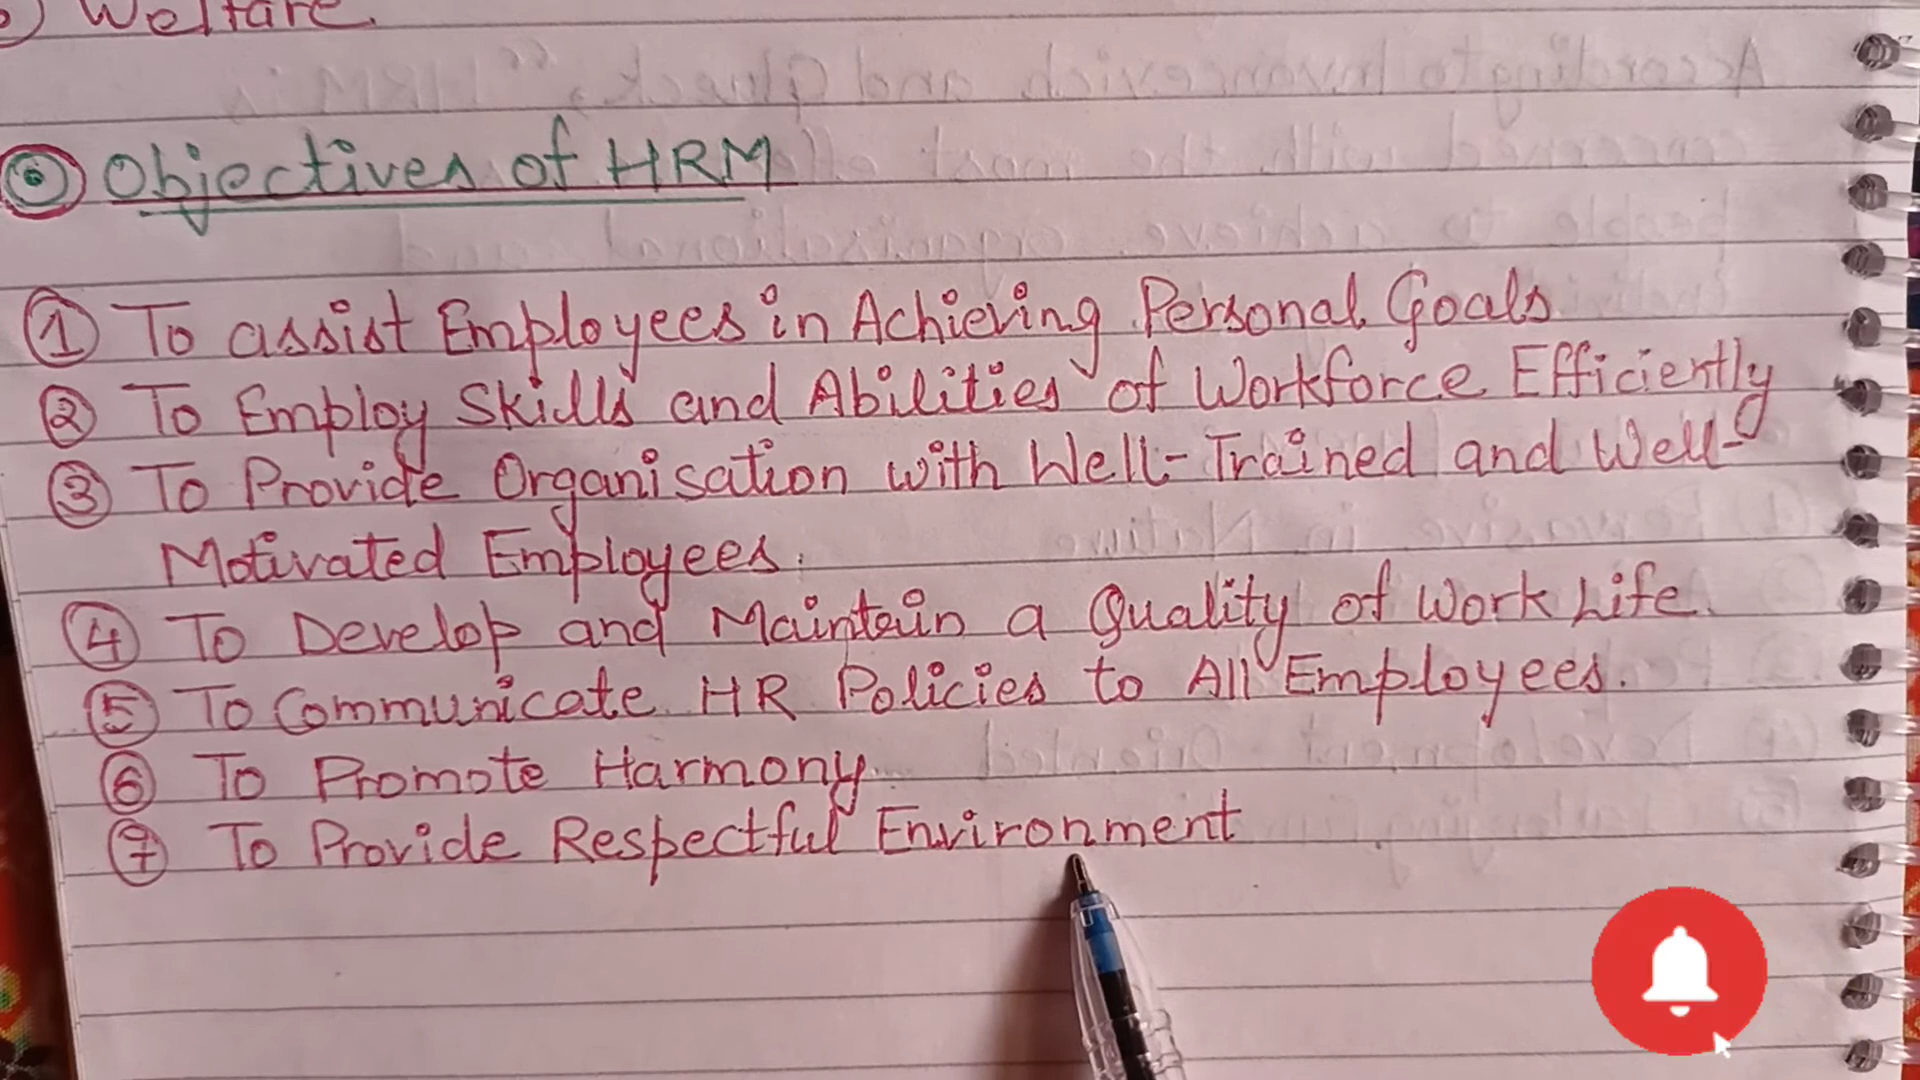 Welfare.
Objectives of HRM
① To assist Employees in Achieving Personal Goals.
② To Employ Skills and Abilities of Workforce Efficiently
③ To Provide Organisation with Well-Trained and Well-
Motivated Employees.
④ To Develop and Maintain a Quality of Work Life.
⑤ To Communicate HR Policies to All Employees.
⑥ To Promote Harmony
⑦ To Provide Respectful Environment